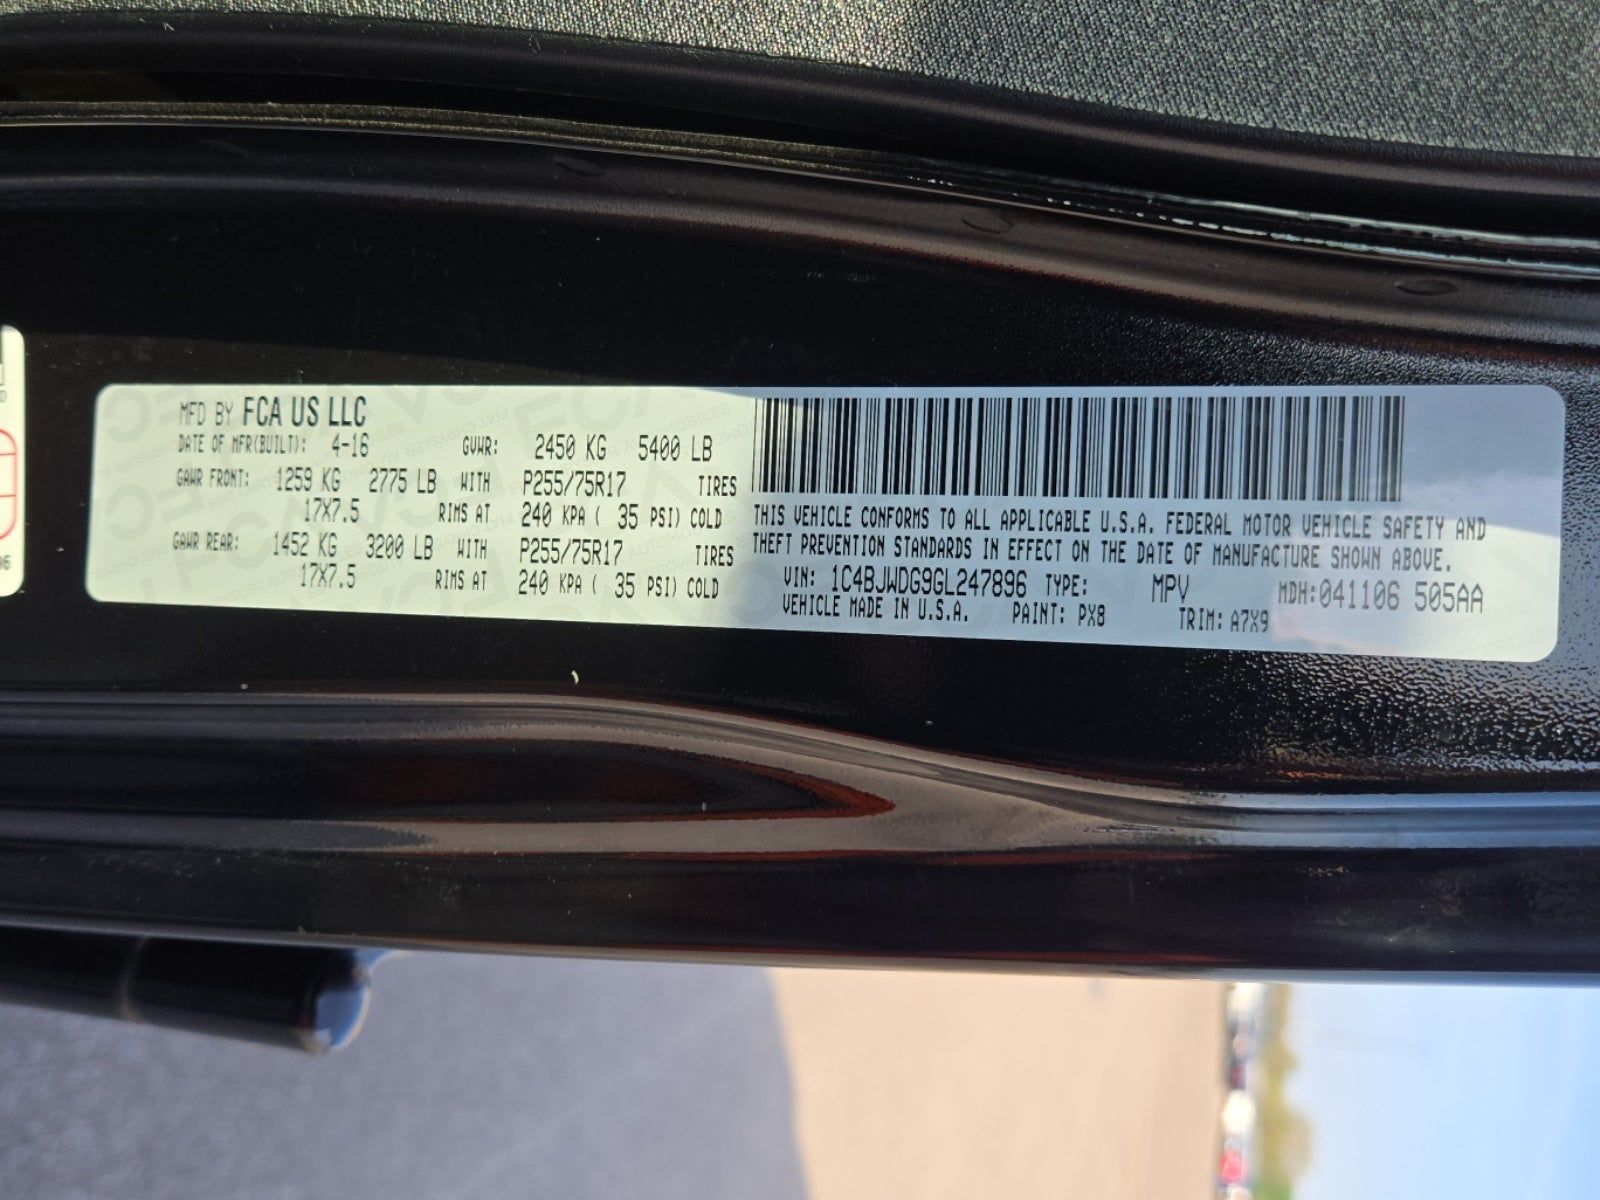 MFD BY FCA US LLC
DATE OF MFR(BUILT): 4-16 GVWR: 2450 KG 5400 LB
GAWR FRONT: 1259 KG 2775 LB WITH P255/75R17 TIRES
17X7.5 RIMS AT 240 KPA ( 35 PSI) COLD
GAWR REAR: 1452 KG 3200 LB WITH P255/75R17 TIRES
17X7.5 RIMS AT 240 KPA ( 35 PSI) COLD
THIS VEHICLE CONFORMS TO ALL APPLICABLE U.S.A. FEDERAL MOTOR VEHICLE SAFETY AND
THEFT PREVENTION STANDARDS IN EFFECT ON THE DATE OF MANUFACTURE SHOWN ABOVE.
VIN: 1C4BJWDG9GL247896 TYPE: MPV MDH:041106 505AA
VEHICLE MADE IN U.S.A. PAINT: PX8 TRIM: A7X9